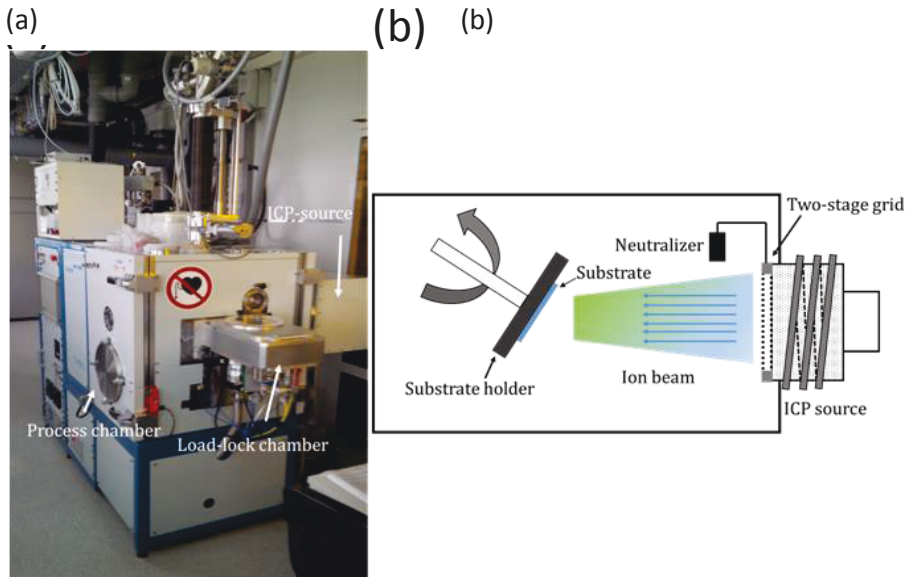 (a)
(b)
(b)
ICP-source
Process chamber
Load-lock chamber
Two-stage grid
Neutralizer
Substrate
Substrate holder
Ion beam
ICP source